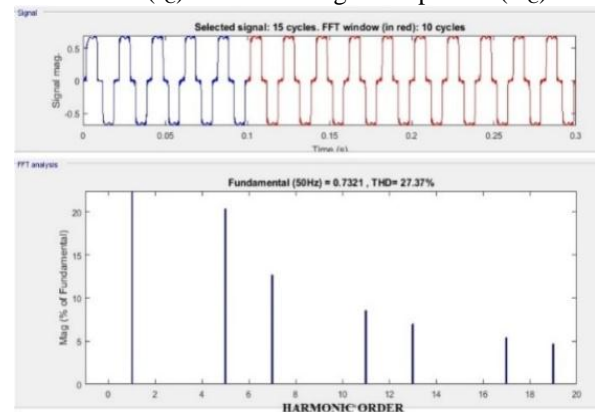 Signal
Selected signal: 15 cycles. FFT window (in red): 10 cycles
Signal mag.
0.5
0
-0.5
0 0.05 0.1 0.15 0.2 0.25 0.3
Time (s)
FFT analysis
Fundamental (50Hz) = 0.7321 , THD= 27.37%
Mag (% of Fundamental)
20
15
10
5
0
0 2 4 6 8 10 12 14 16 18 20
HARMONIC ORDER